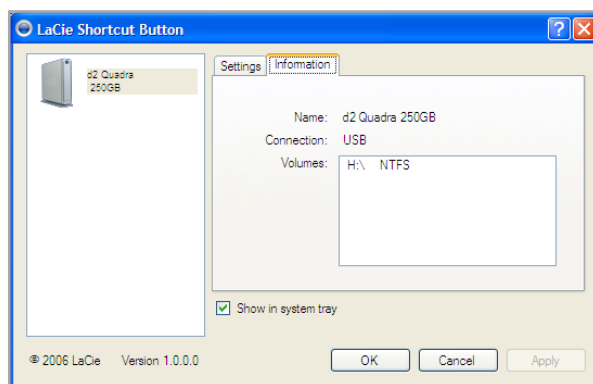 LaCie Shortcut Button
d2 Quadra
250GB
Settings Information
Name: d2 Quadra 250GB
Connection: USB
Volumes: H:\ NTFS
Show in system tray
© 2006 LaCie Version 1.0.0.0
OK Cancel Apply